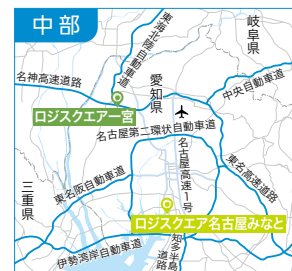 中部
東海北陸自動車道
岐阜県
名神高速道路
愛知県
中央自動車道
ロジスクエア一宮
名古屋第二環状自動車道
名古屋高速1号
東名高速道路
三重県
東名阪自動車道
ロジスクエア名古屋みなと
伊勢湾岸自動車道
知多半島道路